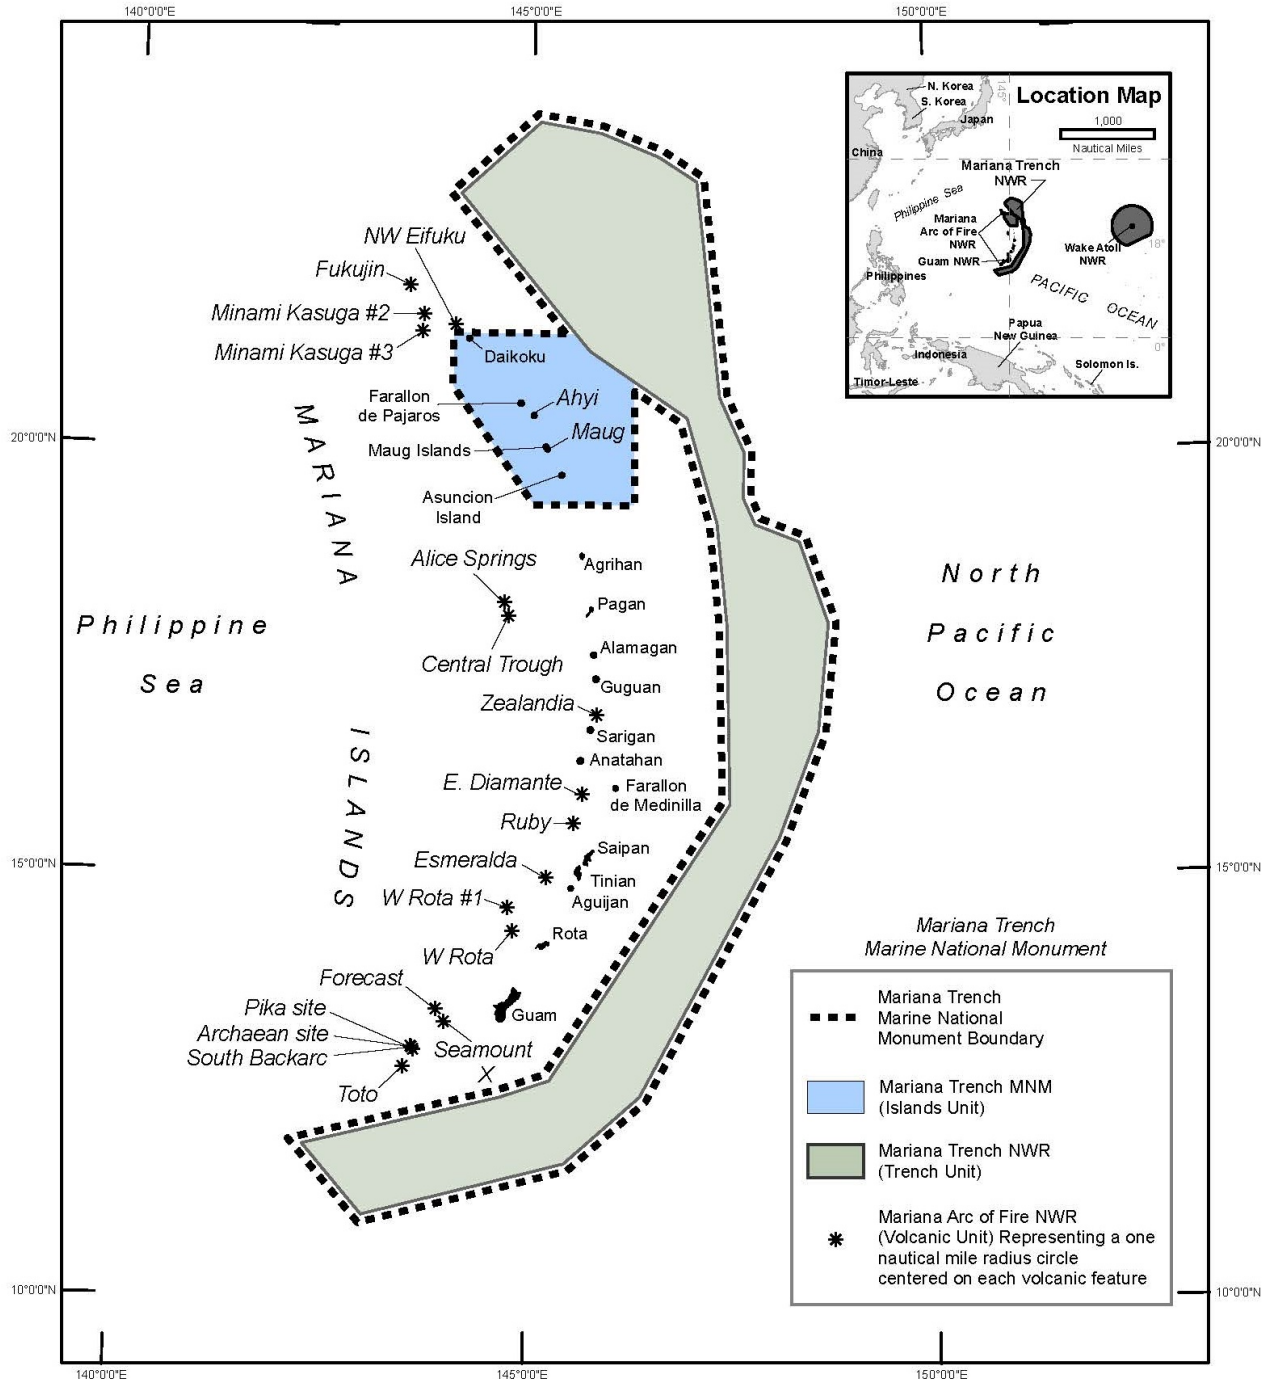 140°0'0"E
145°0'0"E
150°0'0"E
N. Korea
S. Korea
145°
Location Map
Japan
1,000
Nautical Miles
China
Mariana Trench
NWR
Philippine Sea
Mariana
Arc of Fire
NWR
Guam NWR
Wake Atoll
NWR
18°
Philippines
PACIFIC OCEAN
Papua
New Guinea
0°
Indonesia
Solomon Is.
Timor-Leste
NW Eifuku
Fukujin
Minami Kasuga #2
Minami Kasuga #3
Daikoku
Farallon
de Pajaros
Ahyi
Maug
Maug Islands
Asuncion
Island
20°0'0"N
20°0'0"N
MARIANA
ISLANDS
Alice Springs
Agrihan
Pagan
Central Trough
Alamagan
Guguan
Zealandia
Sarigan
Anatahan
E. Diamante
Farallon
de Medinilla
Ruby
Saipan
Esmeralda
Tinian
Aguijan
W Rota #1
Rota
W Rota
Forecast
Pika site
Guam
Archaean site
South Backarc
Seamount
X
Toto
Philippine
Sea
North
Pacific
Ocean
15°0'0"N
15°0'0"N
Mariana Trench
Marine National Monument
Mariana Trench
Marine National
Monument Boundary
Mariana Trench MNM
(Islands Unit)
Mariana Trench NWR
(Trench Unit)
Mariana Arc of Fire NWR
(Volcanic Unit) Representing a one
nautical mile radius circle
centered on each volcanic feature
10°0'0"N
10°0'0"N
140°0'0"E
145°0'0"E
150°0'0"E